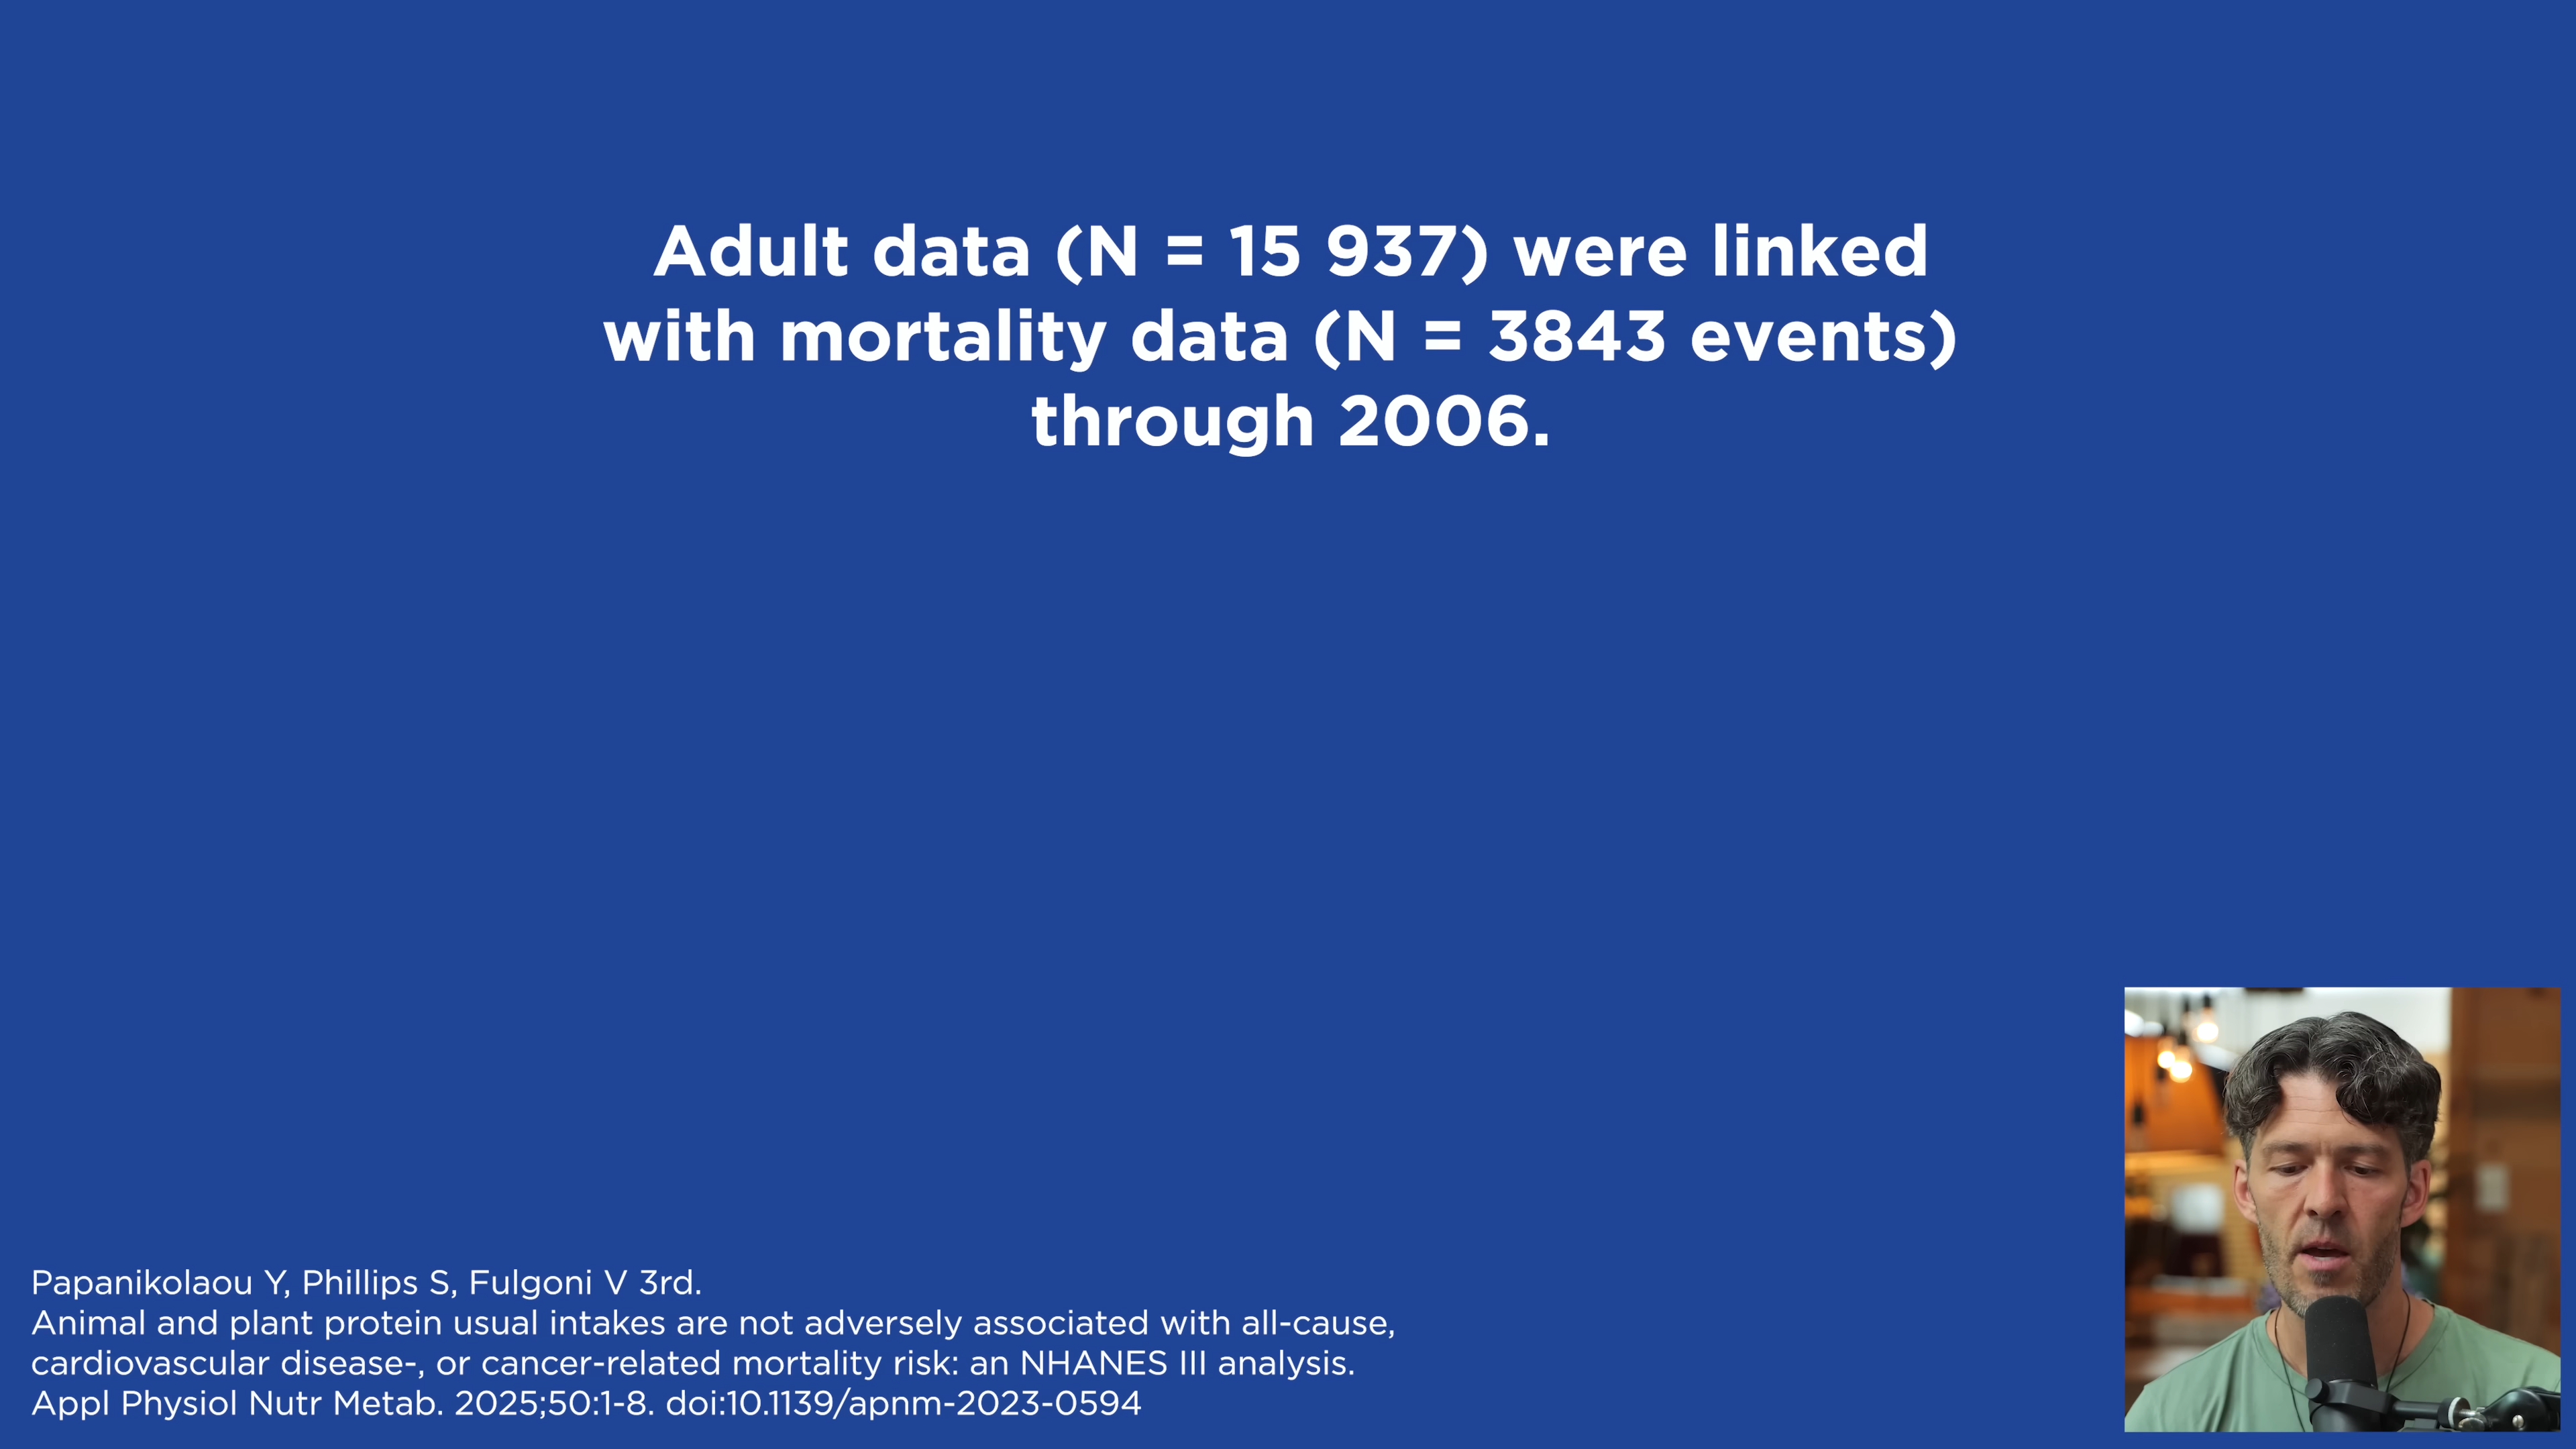 Adult data (N = 15 937) were linked
with mortality data (N = 3843 events)
through 2006.
Papanikolaou Y, Phillips S, Fulgoni V 3rd.
Animal and plant protein usual intakes are not adversely associated with all-cause,
cardiovascular disease-, or cancer-related mortality risk: an NHANES III analysis.
Appl Physiol Nutr Metab. 2025;50:1-8. doi:10.1139/apnm-2023-0594